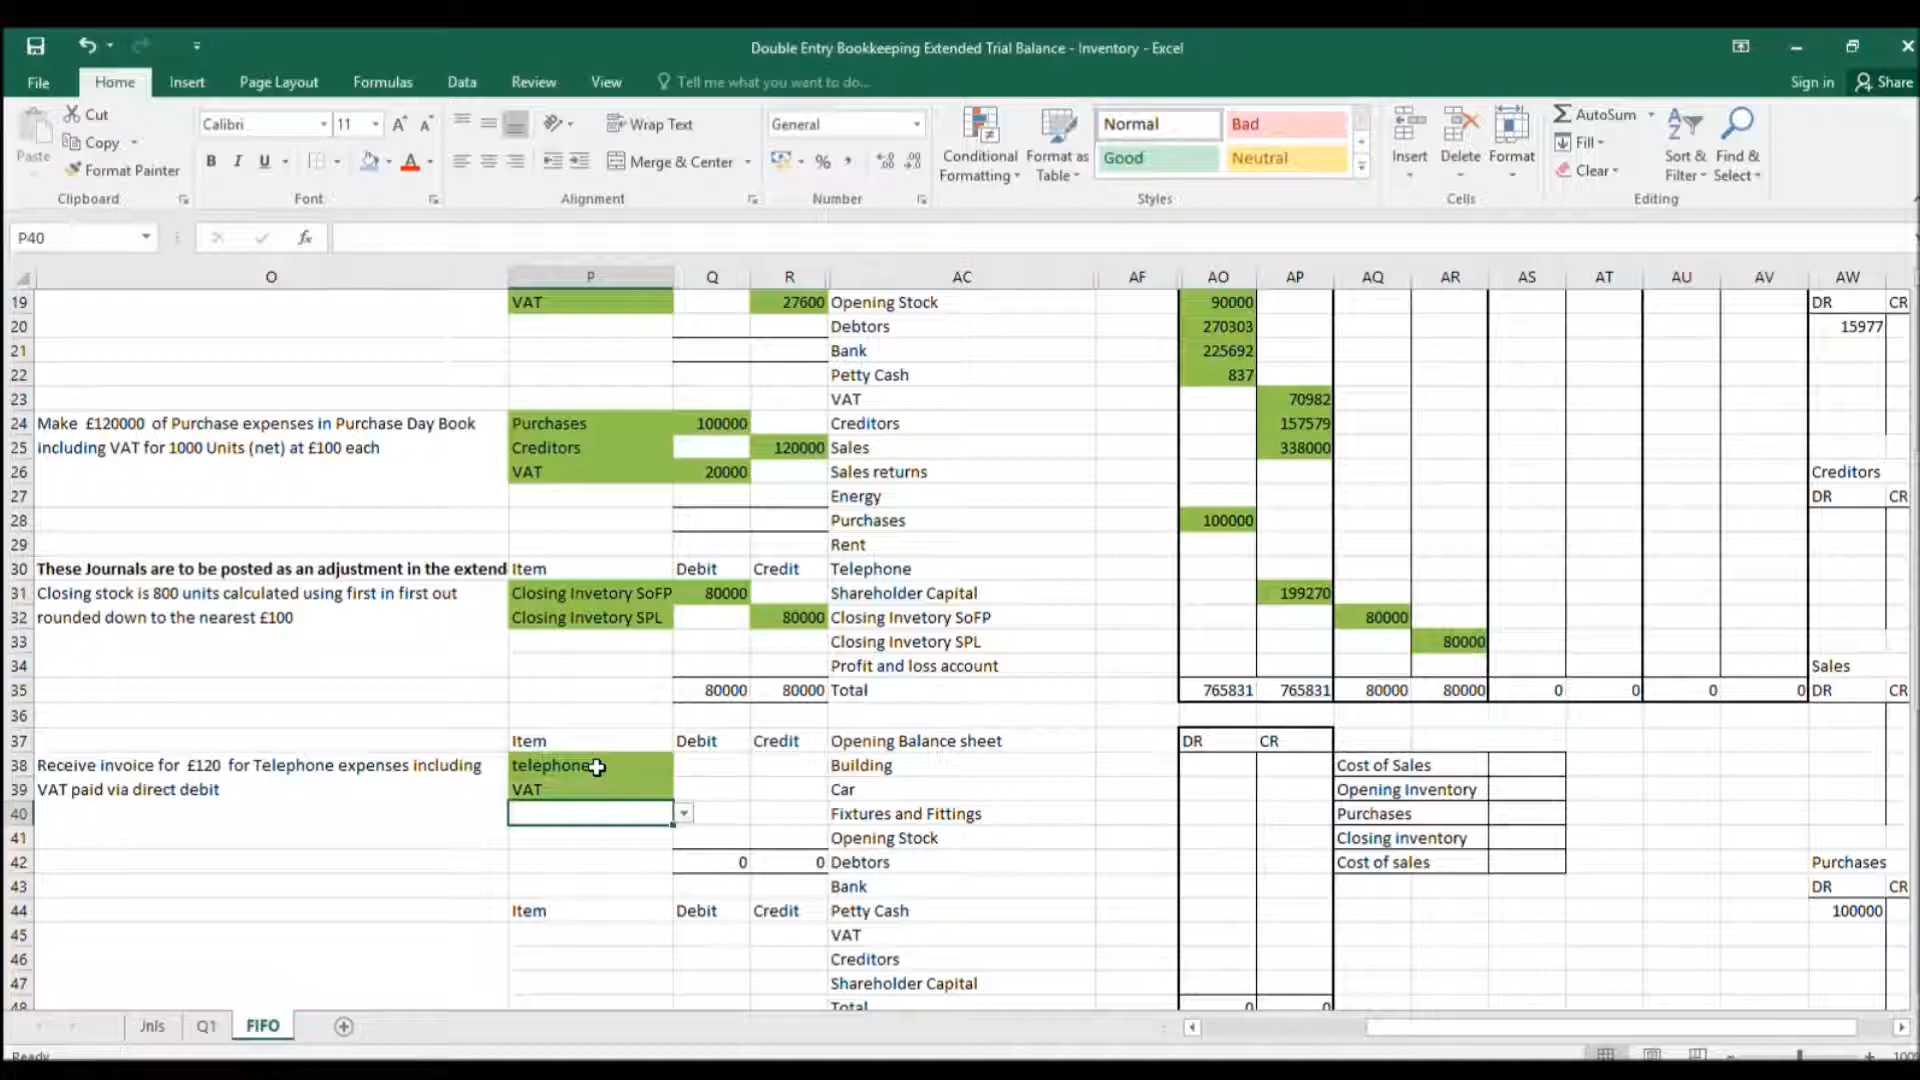 Double Entry Bookkeeping Extended Trial Balance - Inventory - Excel
File Home Insert Page Layout Formulas Data Review View Tell me what you want to do... Sign in Share
Paste Cut Copy Format Painter Clipboard
Calibri 11 B I U Font
Wrap Text Merge & Center Alignment
General % Number
Conditional Formatting Format as Table Normal Bad Good Neutral Styles
Insert Delete Format Cells
AutoSum Fill Clear Sort & Filter Find & Select Editing
P40 fx
O P Q R AC AF AO AP AQ AR AS AT AU AV AW
19 VAT 27600 Opening Stock 90000 DR CR
20 Debtors 270303 15977
21 Bank 225692
22 Petty Cash 837
23 VAT 70982
24 Make £120000 of Purchase expenses in Purchase Day Book Purchases 100000 Creditors 157579
25 including VAT for 1000 Units (net) at £100 each Creditors 120000 Sales 338000
26 VAT 20000 Sales returns Creditors
27 Energy DR CR
28 Purchases 100000
29 Rent
30 These Journals are to be posted as an adjustment in the extend Item Debit Credit Telephone
31 Closing stock is 800 units calculated using first in first out Closing Invetory SoFP 80000 Shareholder Capital 199270
32 rounded down to the nearest £100 Closing Invetory SPL 80000 Closing Invetory SoFP 80000
33 Closing Invetory SPL 80000
34 Profit and loss account Sales
35 80000 80000 Total 765831 765831 80000 80000 0 0 0 0 DR CR
36
37 Item Debit Credit Opening Balance sheet DR CR
38 Receive invoice for £120 for Telephone expenses including telephone Building Cost of Sales
39 VAT paid via direct debit VAT Car Opening Inventory
40 Fixtures and Fittings Purchases
41 Opening Stock Closing inventory
42 0 0 Debtors Cost of sales Purchases
43 Bank DR CR
44 Item Debit Credit Petty Cash 100000
45 VAT
46 Creditors
47 Shareholder Capital
48 Total 0 0
Jnls Q1 FIFO
Ready